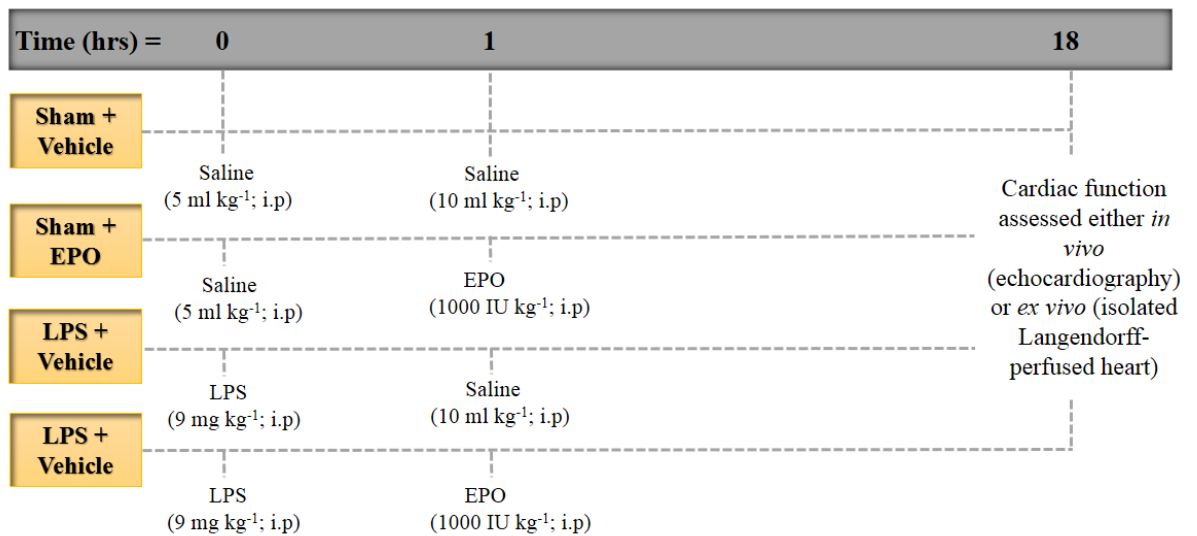 Time (hrs) = 0 1 18
Sham +
Vehicle
Saline
(5 ml kg⁻¹; i.p)
Saline
(10 ml kg⁻¹; i.p)
Sham +
EPO
Saline
(5 ml kg⁻¹; i.p)
EPO
(1000 IU kg⁻¹; i.p)
LPS +
Vehicle
LPS
(9 mg kg⁻¹; i.p)
Saline
(10 ml kg⁻¹; i.p)
LPS +
Vehicle
LPS
(9 mg kg⁻¹; i.p)
EPO
(1000 IU kg⁻¹; i.p)
Cardiac function
assessed either in
vivo
(echocardiography)
or ex vivo (isolated
Langendorff-
perfused heart)